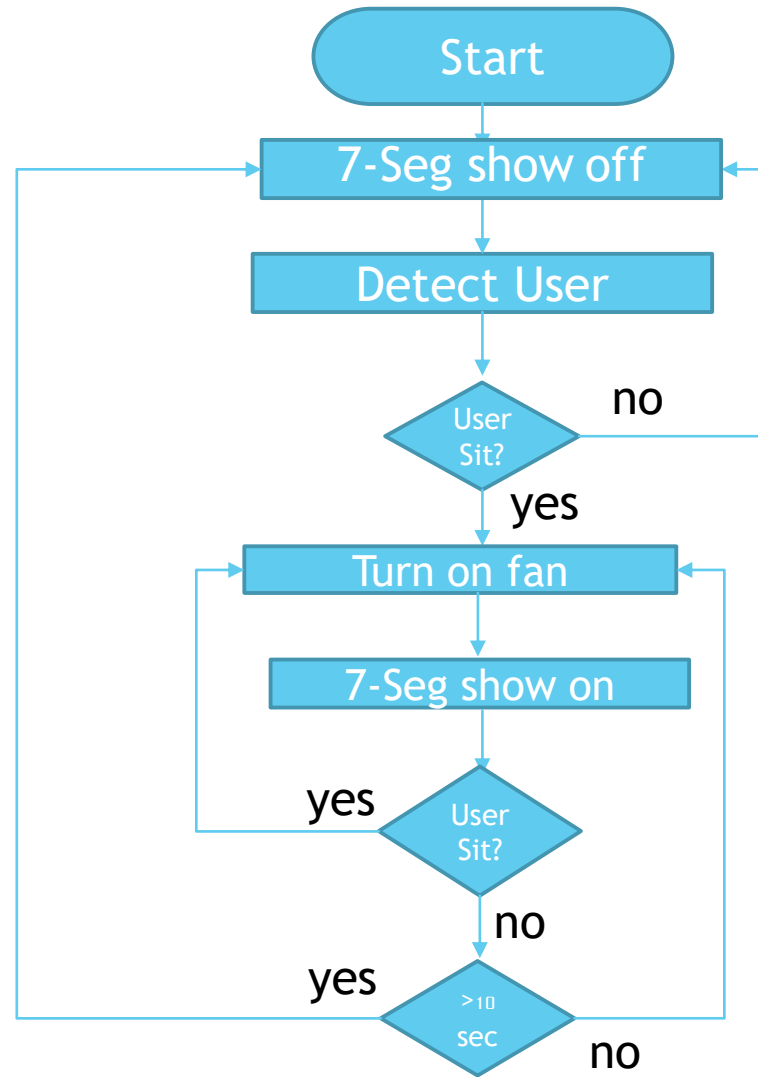 Start
7-Seg show off
Detect User
User
Sit?
no
yes
Turn on fan
7-Seg show on
yes
User
Sit?
no
yes
>10
sec
no